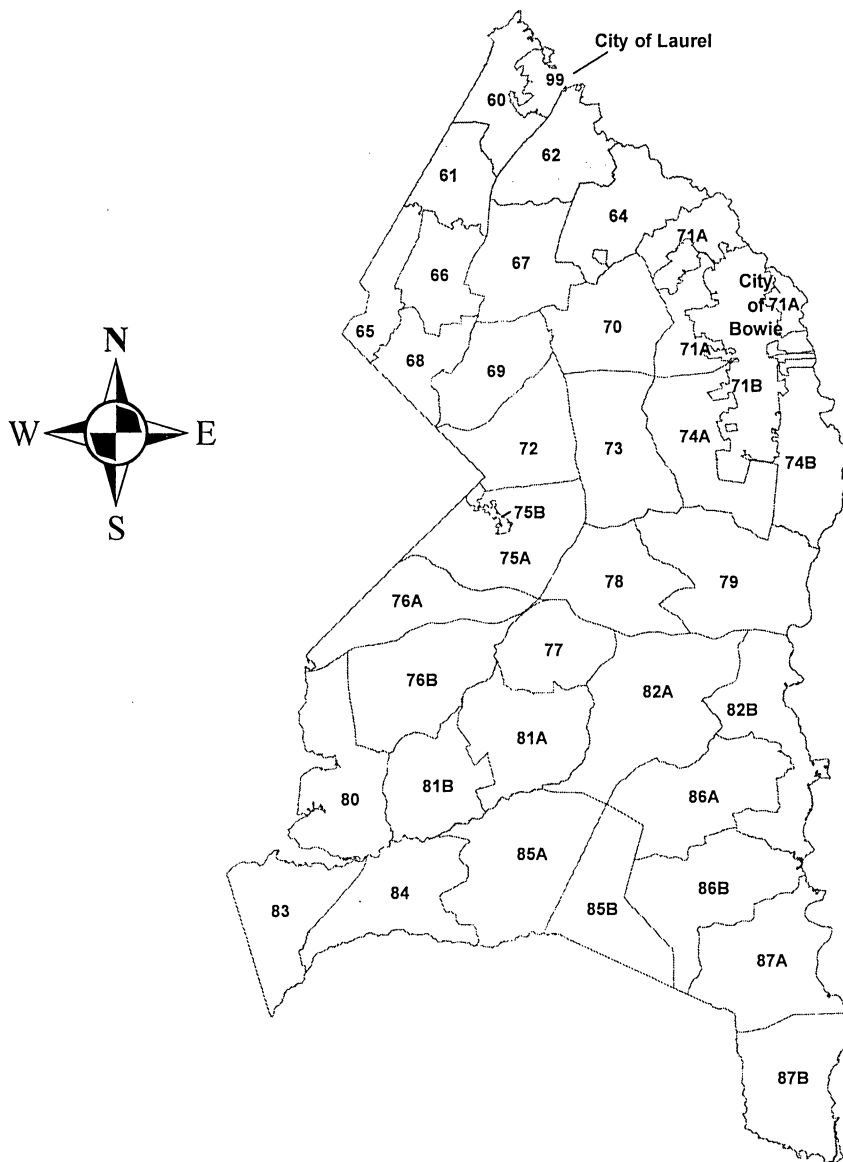 City of Laurel
99
60
62
61
64
71A
67
66
City
71A
of
65
70
Bowie
68
71A
69
71B
N
W
E
S
72
73
74A
74B
75B
75A
76A
78
79
77
76B
82A
82B
81A
81B
80
86A
85A
86B
84
83
85B
87A
87B